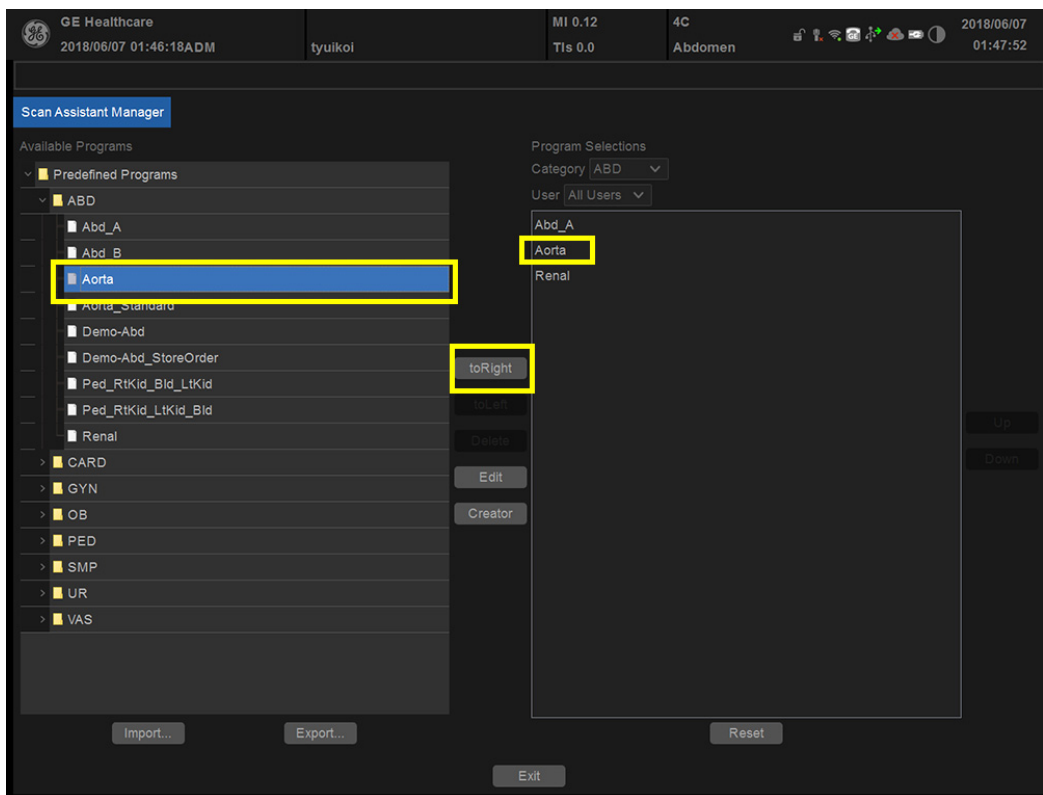 GE Healthcare
2018/06/07 01:46:18ADM
tyuikoi
MI 0.12
TIs 0.0
4C
Abdomen
2018/06/07
01:47:52
Scan Assistant Manager
Available Programs
Predefined Programs
ABD
Abd_A
Abd_B
Aorta
Aorta_Standard
Demo-Abd
Demo-Abd_StoreOrder
Ped_RtKid_Bld_LtKid
Ped_RtKid_LtKid_Bld
Renal
CARD
GYN
OB
PED
SMP
UR
VAS
Import...
Export...
toRight
toLeft
Delete
Edit
Creator
Program Selections
Category ABD
User All Users
Abd_A
Aorta
Renal
Up
Down
Reset
Exit